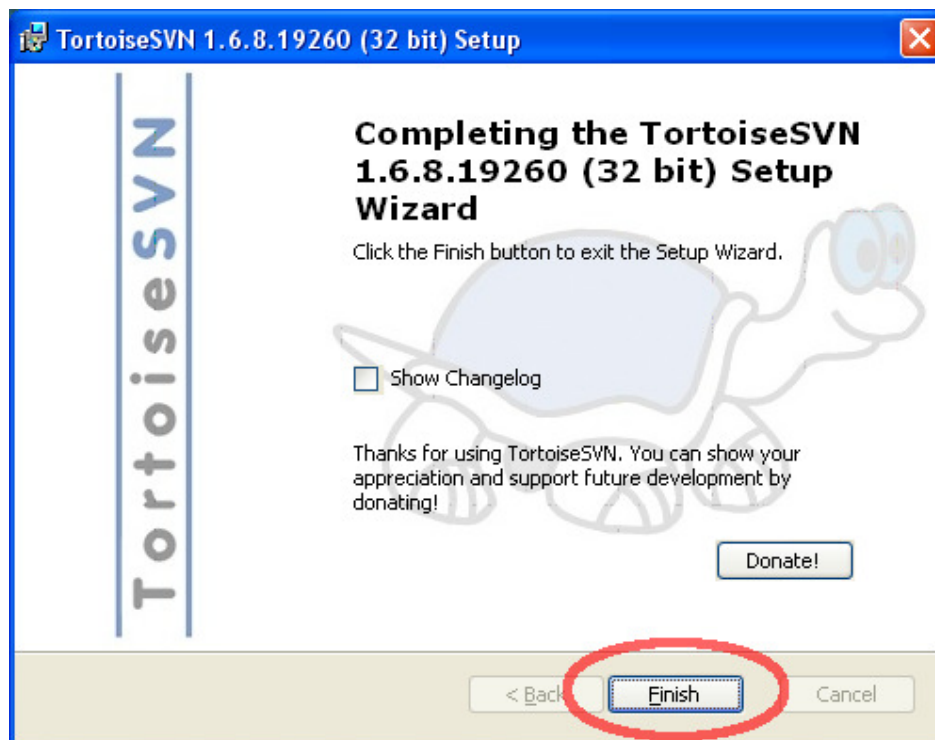 TortoiseSVN 1.6.8.19260 (32 bit) Setup
TortoiseSVN
Completing the TortoiseSVN
1.6.8.19260 (32 bit) Setup
Wizard
Click the Finish button to exit the Setup Wizard.
Show Changelog
Thanks for using TortoiseSVN. You can show your
appreciation and support future development by
donating!
Donate!
< Back Finish Cancel